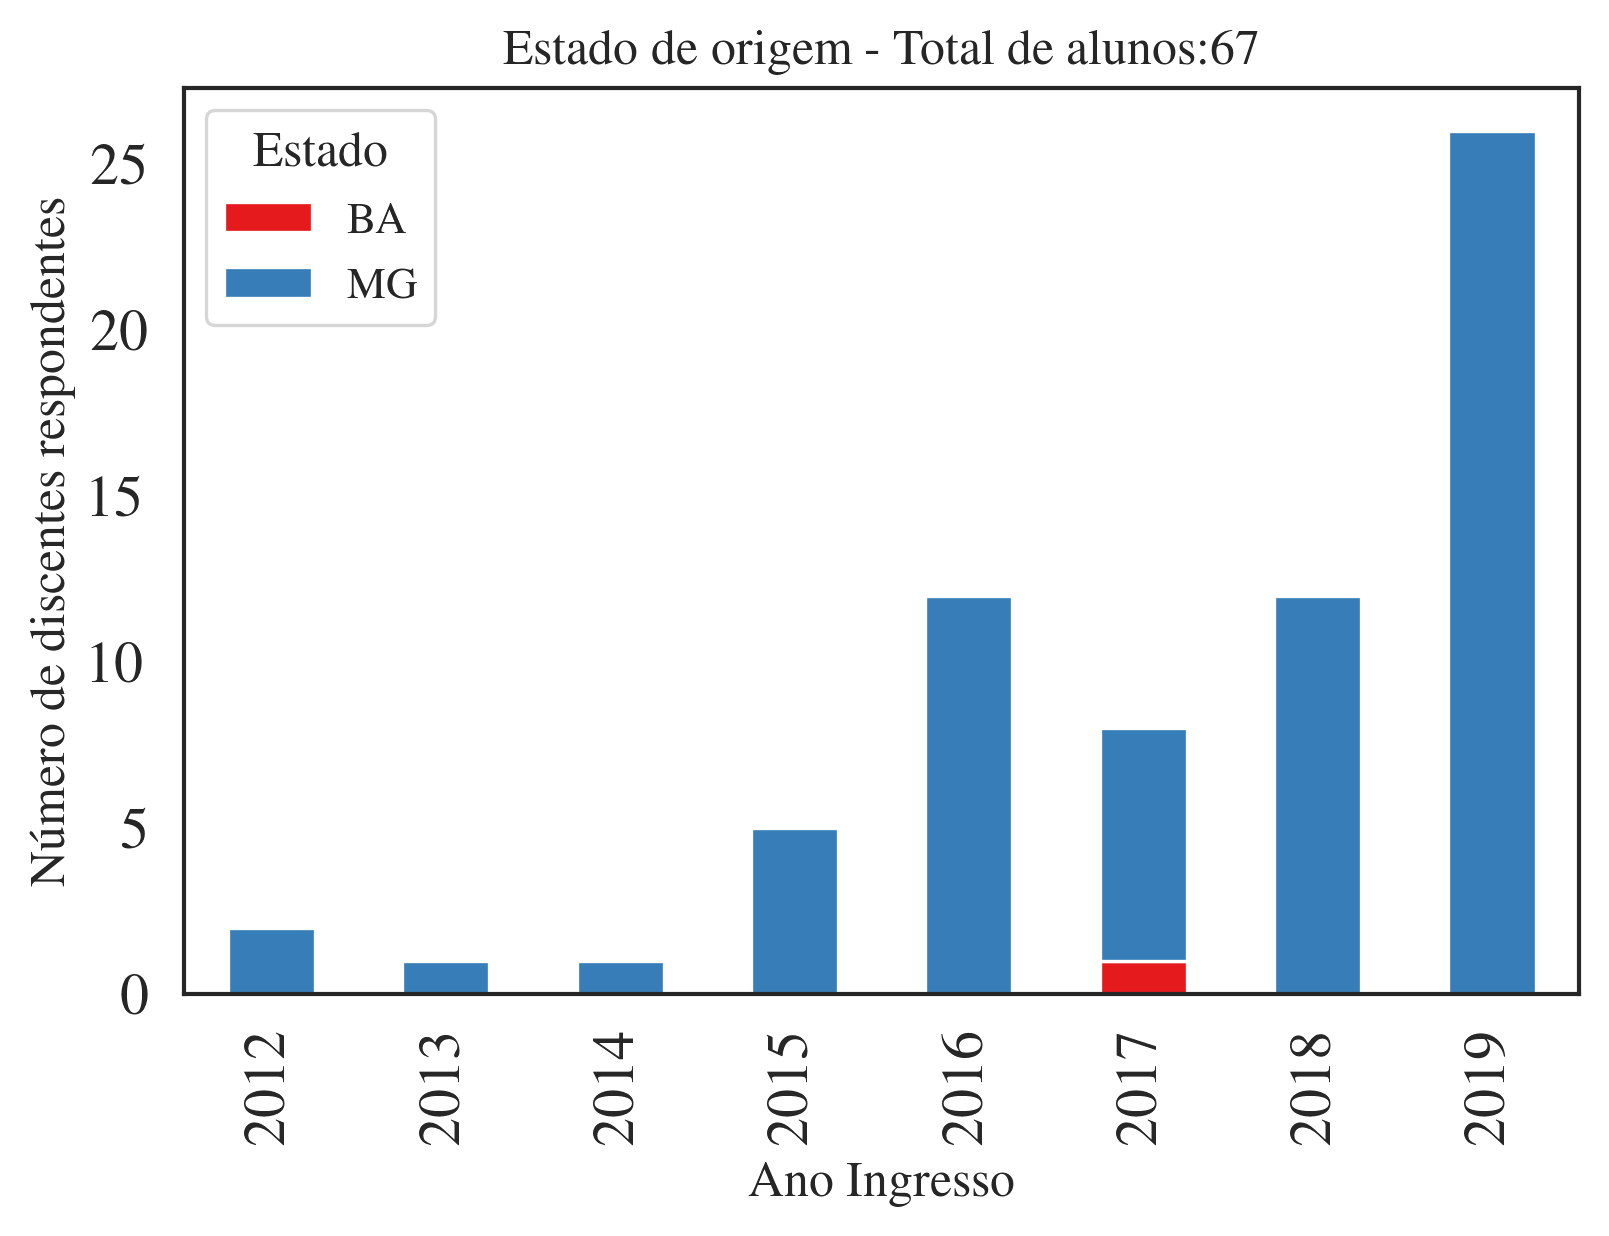 Estado de origem - Total de alunos:67
Estado
BA
MG
Número de discentes respondentes
25
20
15
10
5
0
2012
2013
2014
2015
2016
2017
2018
2019
Ano Ingresso